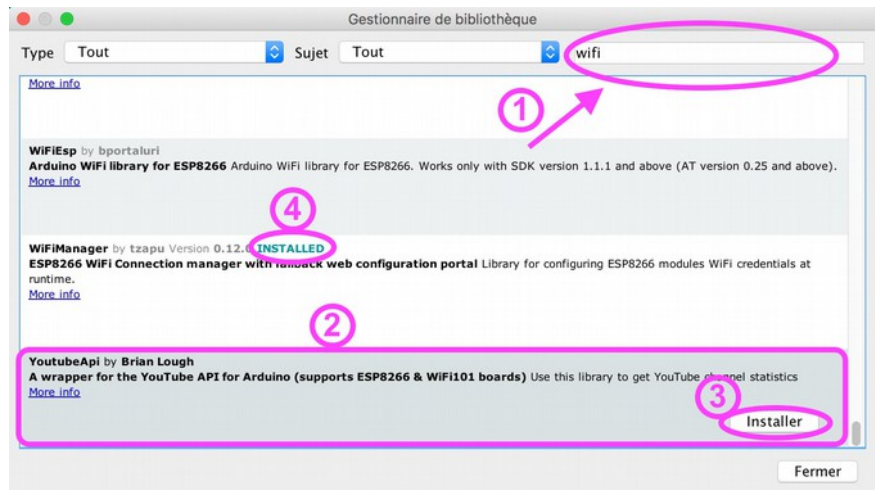 Gestionnaire de bibliothèque
Type Tout Sujet Tout wifi
More info
1
WiFiEsp by bportaluri
Arduino WiFi library for ESP8266 Arduino WiFi library for ESP8266. Works only with SDK version 1.1.1 and above (AT version 0.25 and above).
More info
4
WiFiManager by tzapu Version 0.12.0 INSTALLED
ESP8266 WiFi Connection manager with fallback web configuration portal Library for configuring ESP8266 modules WiFi credentials at
runtime.
More info
2
YoutubeApi by Brian Lough
A wrapper for the YouTube API for Arduino (supports ESP8266 & WiFi101 boards) Use this library to get YouTube channel statistics
More info
3
Installer
Fermer